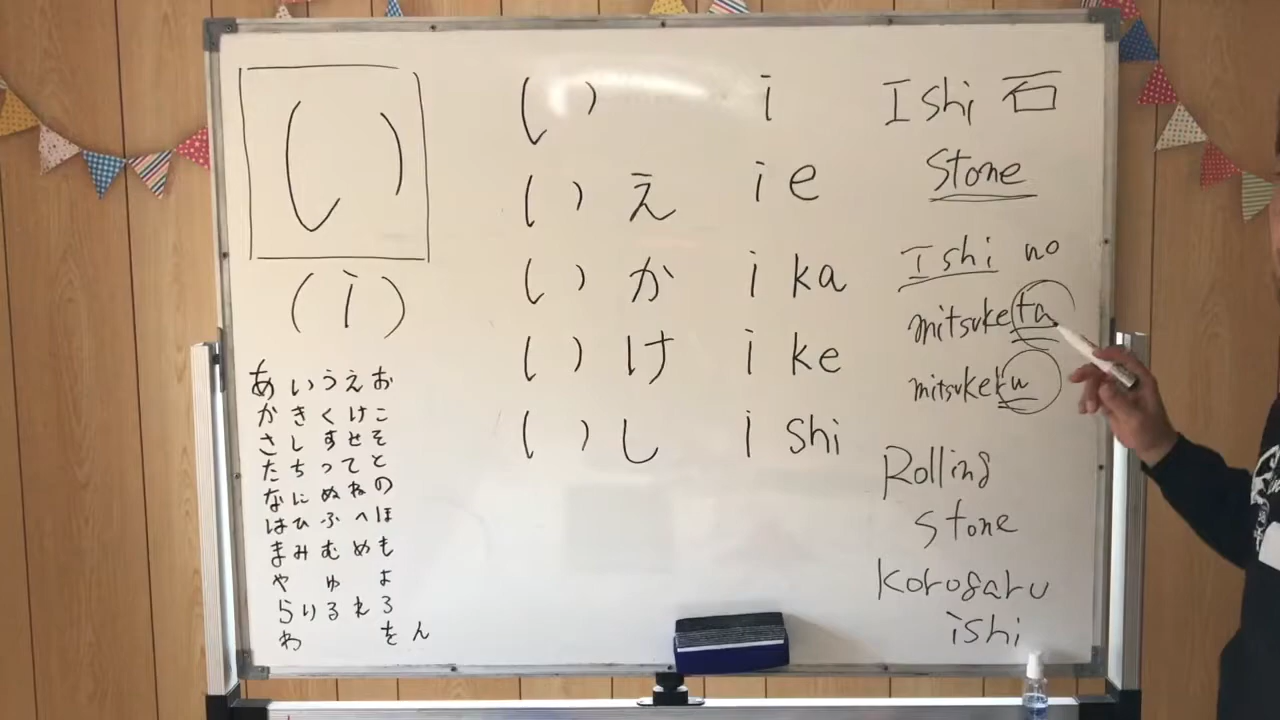 い
(i)
あいうえお
かきくけこ
さしすせそ
たちつてと
なにぬねの
はひふへほ
まみむめも
やゆよ
らりるれろ
わをん
い i
いえ ie
いか ika
いけ ike
いし ishi
Ishi 石
Stone
Ishi no
mitsuketa
mitsukeru
Rolling
stone
korogaru
ishi